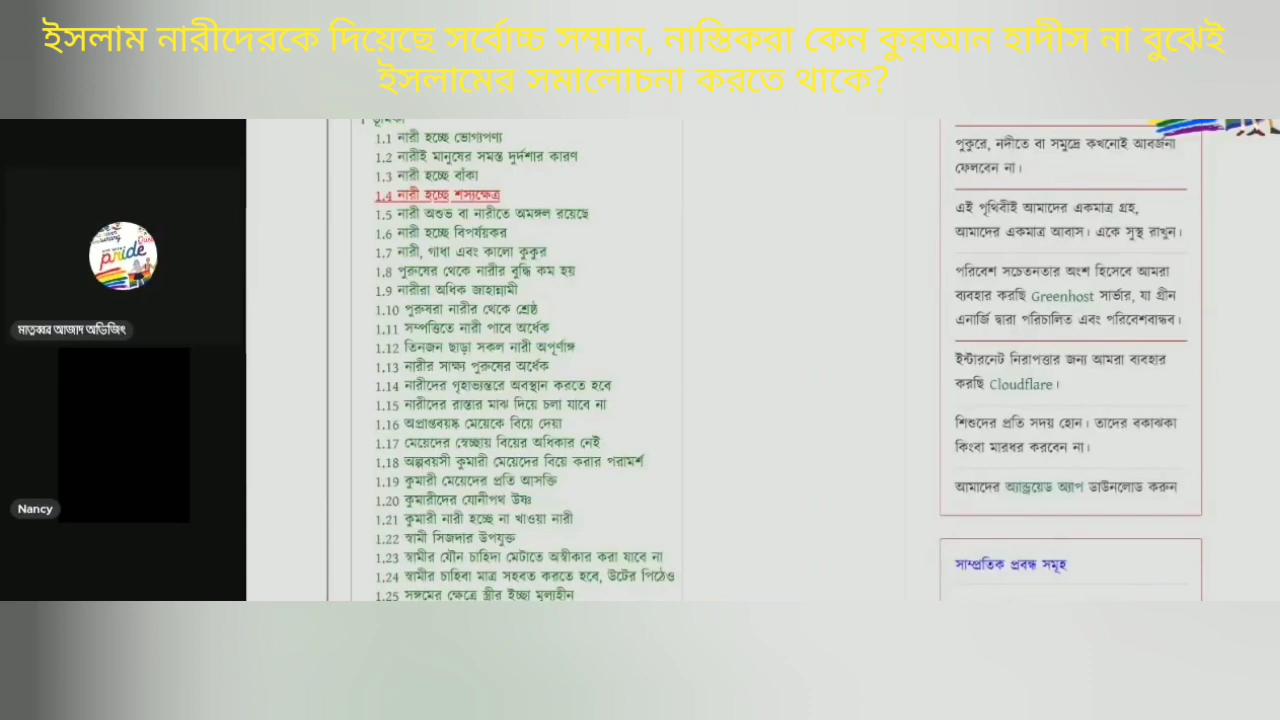 ইসলাম নারীদেরকে দিয়েছে সর্বোচ্চ সম্মান, নাস্তিকরা কেন কুরআন হাদীস না বুঝেই
ইসলামের সমালোচনা করতে থাকে?
pride
মাতুব্বর আজাদ অভিজিৎ
Nancy
1.1 নারী হচ্ছে ভোগ্যপণ্য
1.2 নারীই মানুষের সমস্ত দুর্দশার কারণ
1.3 নারী হচ্ছে বাঁকা
1.4 নারী হচ্ছে শস্যক্ষেত্র
1.5 নারী অশুভ বা নারীতে অমঙ্গল রয়েছে
1.6 নারী হচ্ছে বিপর্যয়কর
1.7 নারী, গাধা এবং কালো কুকুর
1.8 পুরুষের থেকে নারীর বুদ্ধি কম হয়
1.9 নারীরা অধিক জাহান্নামী
1.10 পুরুষরা নারীর থেকে শ্রেষ্ঠ
1.11 সম্পত্তিতে নারী পাবে অর্ধেক
1.12 তিনজন ছাড়া সকল নারী অপূর্ণাঙ্গ
1.13 নারীর সাক্ষ্য পুরুষের অর্ধেক
1.14 নারীদের গৃহাভ্যন্তরে অবস্থান করতে হবে
1.15 নারীদের রাস্তার মাঝ দিয়ে চলা যাবে না
1.16 অপ্রাপ্তবয়ষ্ক মেয়েকে বিয়ে দেয়া
1.17 মেয়েদের স্বেচ্ছায় বিয়ের অধিকার নেই
1.18 অল্পবয়সী কুমারী মেয়েদের বিয়ে করার পরামর্শ
1.19 কুমারী মেয়েদের প্রতি আসক্তি
1.20 কুমারীদের যোনীপথ উষ্ণ
1.21 কুমারী নারী হচ্ছে না খাওয়া নারী
1.22 স্বামী সিজদার উপযুক্ত
1.23 স্বামীর যৌন চাহিদা মেটাতে অস্বীকার করা যাবে না
1.24 স্বামীর চাহিবা মাত্র সহবত করতে হবে, উটের পিঠেও
1.25 সঙ্গমের ক্ষেত্রে স্ত্রীর ইচ্ছা মূল্যহীন
পুকুরে, নদীতে বা সমুদ্রে কখনোই আবর্জনা
ফেলবেন না।
এই পৃথিবীই আমাদের একমাত্র গ্রহ,
আমাদের একমাত্র আবাস। একে সুস্থ রাখুন।
পরিবেশ সচেতনতার অংশ হিসেবে আমরা
ব্যবহার করছি Greenhost সার্ভার, যা গ্রীন
এনার্জি দ্বারা পরিচালিত এবং পরিবেশবান্ধব।
ইন্টারনেট নিরাপত্তার জন্য আমরা ব্যবহার
করছি Cloudflare।
শিশুদের প্রতি সদয় হোন। তাদের বকাঝকা
কিংবা মারধর করবেন না।
আমাদের অ্যান্ড্রয়েড অ্যাপ ডাউনলোড করুন
সাম্প্রতিক প্রবন্ধ সমূহ